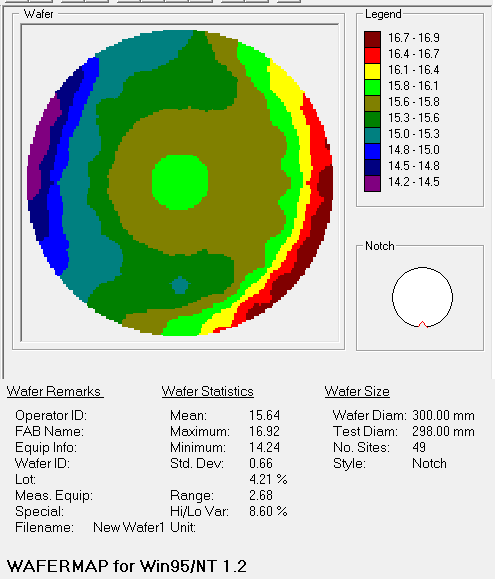 Wafer
Legend
16.7 - 16.9
16.4 - 16.7
16.1 - 16.4
15.8 - 16.1
15.6 - 15.8
15.3 - 15.6
15.0 - 15.3
14.8 - 15.0
14.5 - 14.8
14.2 - 14.5
Notch
Wafer Remarks Wafer Statistics Wafer Size
Operator ID: Mean: 15.64 Wafer Diam: 300.00 mm
FAB Name: Maximum: 16.92 Test Diam: 298.00 mm
Equip Info: Minimum: 14.24 No. Sites: 49
Wafer ID: Std. Dev: 0.66 Style: Notch
Lot: 4.21 %
Meas. Equip: Range: 2.68
Special: Hi/Lo Var: 8.60 %
Filename: New Wafer1 Unit:
WAFERMAP for Win95/NT 1.2